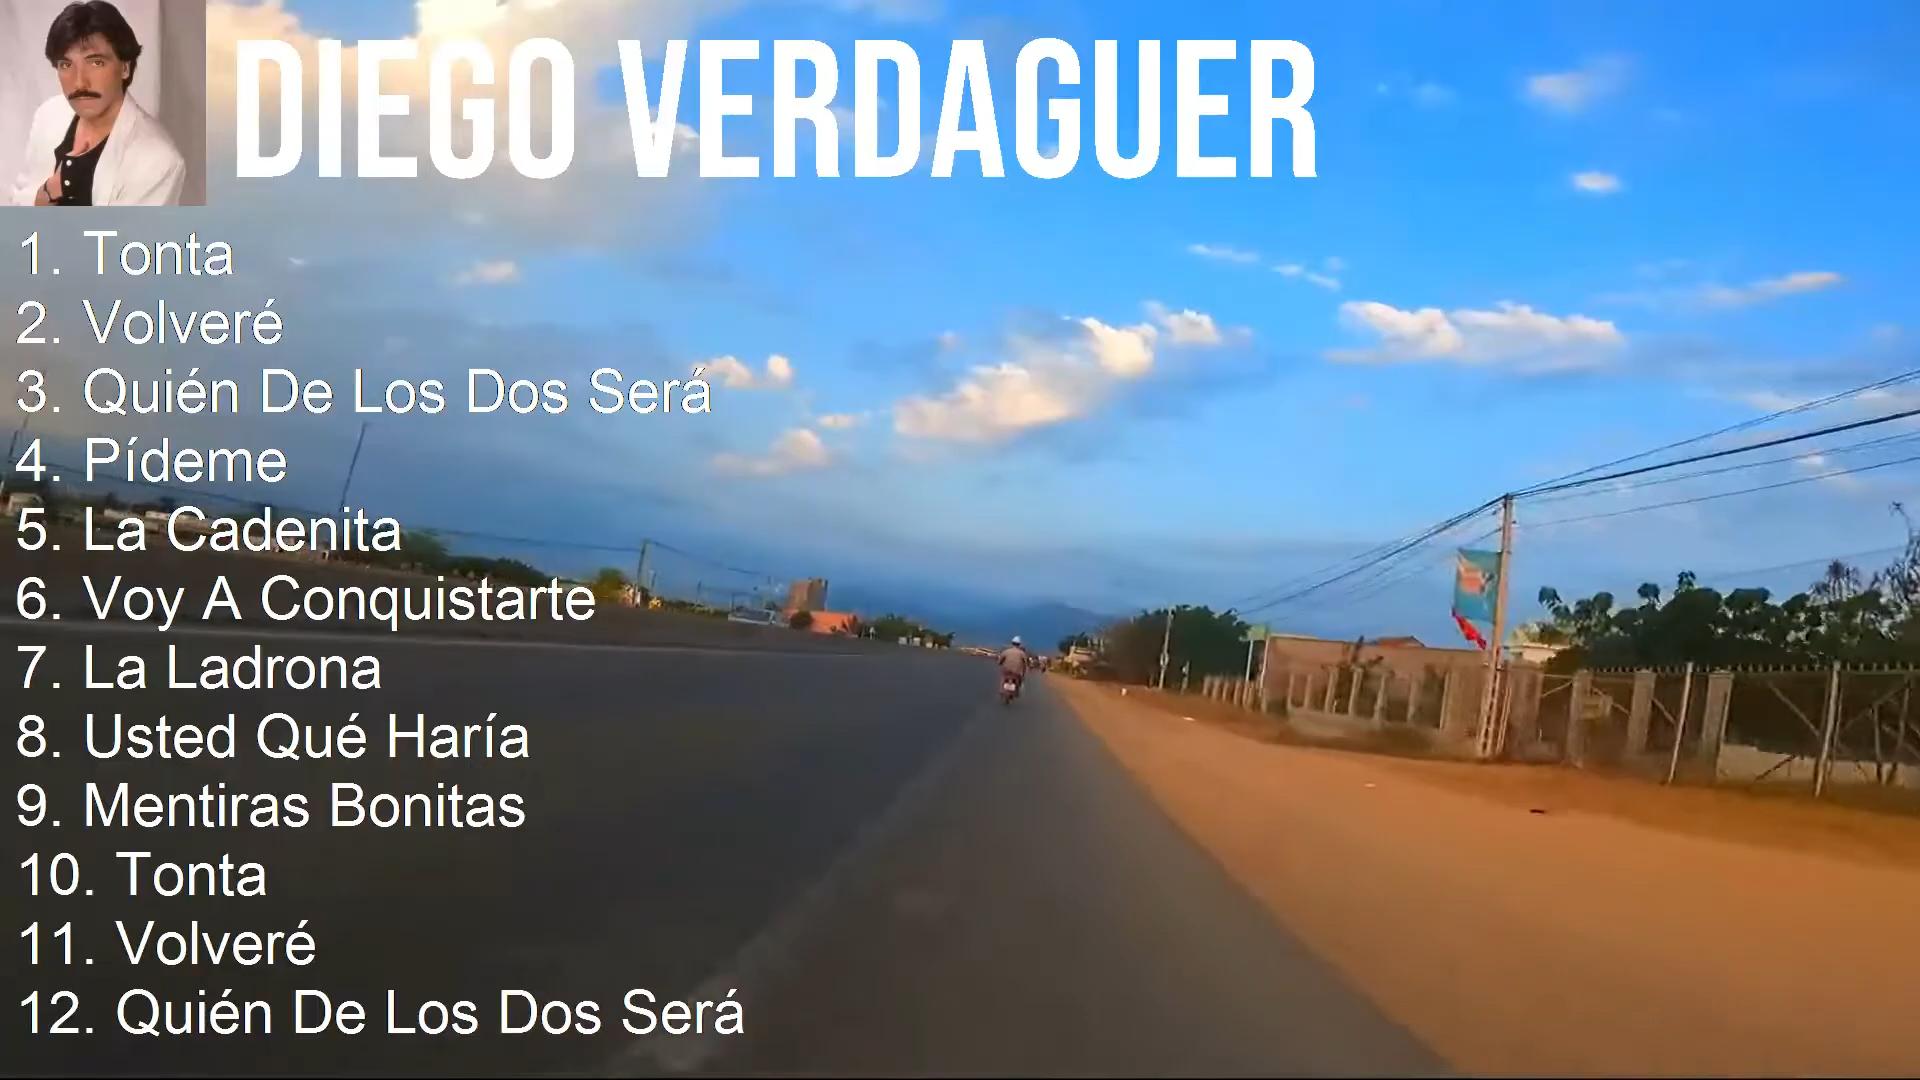 DIEGO VERDAGUER
1. Tonta
2. Volveré
3. Quién De Los Dos Será
4. Pídeme
5. La Cadenita
6. Voy A Conquistarte
7. La Ladrona
8. Usted Qué Haría
9. Mentiras Bonitas
10. Tonta
11. Volveré
12. Quién De Los Dos Será